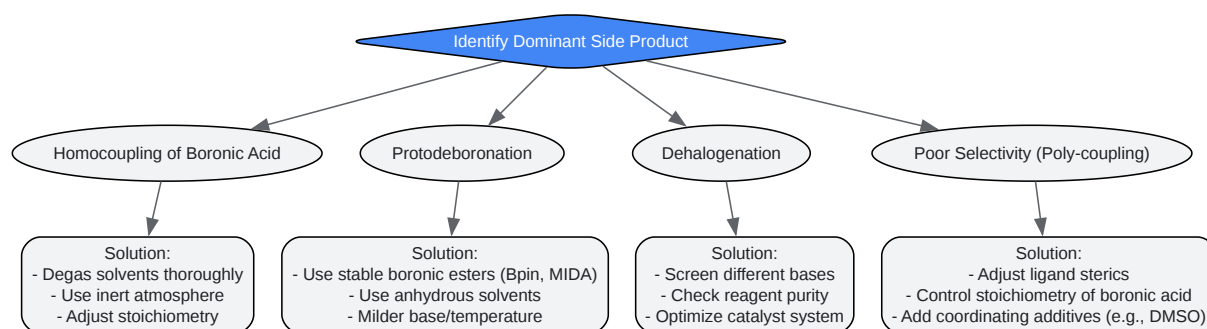 Identify Dominant Side Product
Homocoupling of Boronic Acid
Protodeboronation
Dehalogenation
Poor Selectivity (Poly-coupling)
Solution:
- Degas solvents thoroughly
- Use inert atmosphere
- Adjust stoichiometry
Solution:
- Use stable boronic esters (Bpin, MIDA)
- Use anhydrous solvents
- Milder base/temperature
Solution:
- Screen different bases
- Check reagent purity
- Optimize catalyst system
Solution:
- Adjust ligand sterics
- Control stoichiometry of boronic acid
- Add coordinating additives (e.g., DMSO)